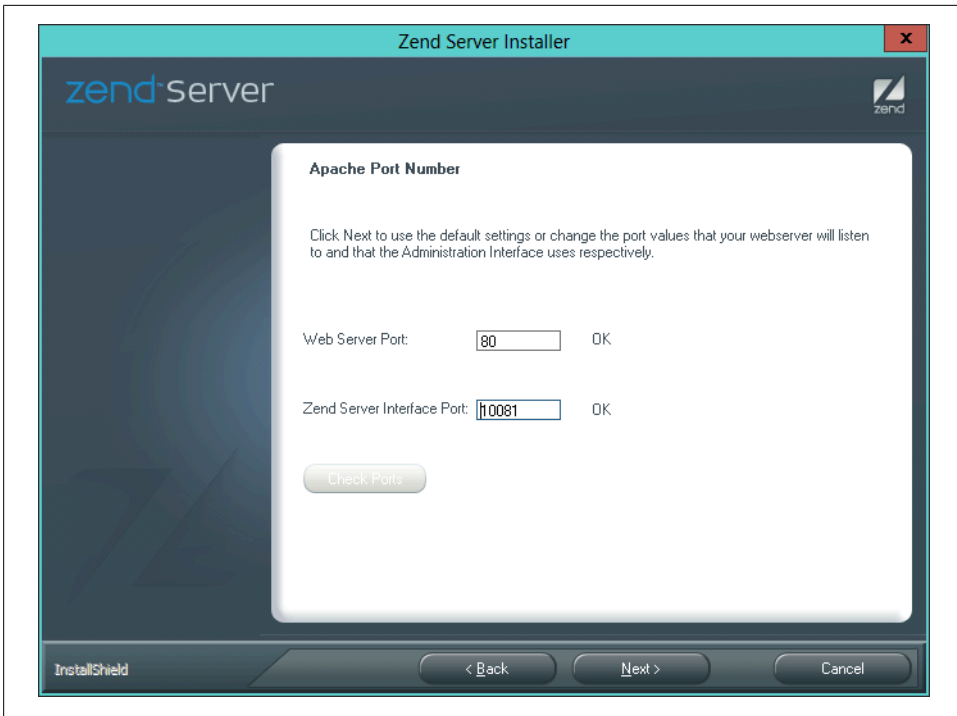 Zend Server Installer
x
zend Server
zend
Apache Port Number
Click Next to use the default settings or change the port values that your webserver will listen
to and that the Administration Interface uses respectively.
Web Server Port: 80 OK
Zend Server Interface Port: 10081 OK
Check Ports
InstallShield
< Back
Next >
Cancel